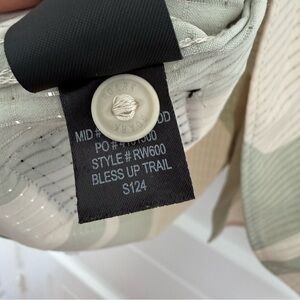 MID #
PO #
STYLE # RW600
BLESS UP TRAIL
S124